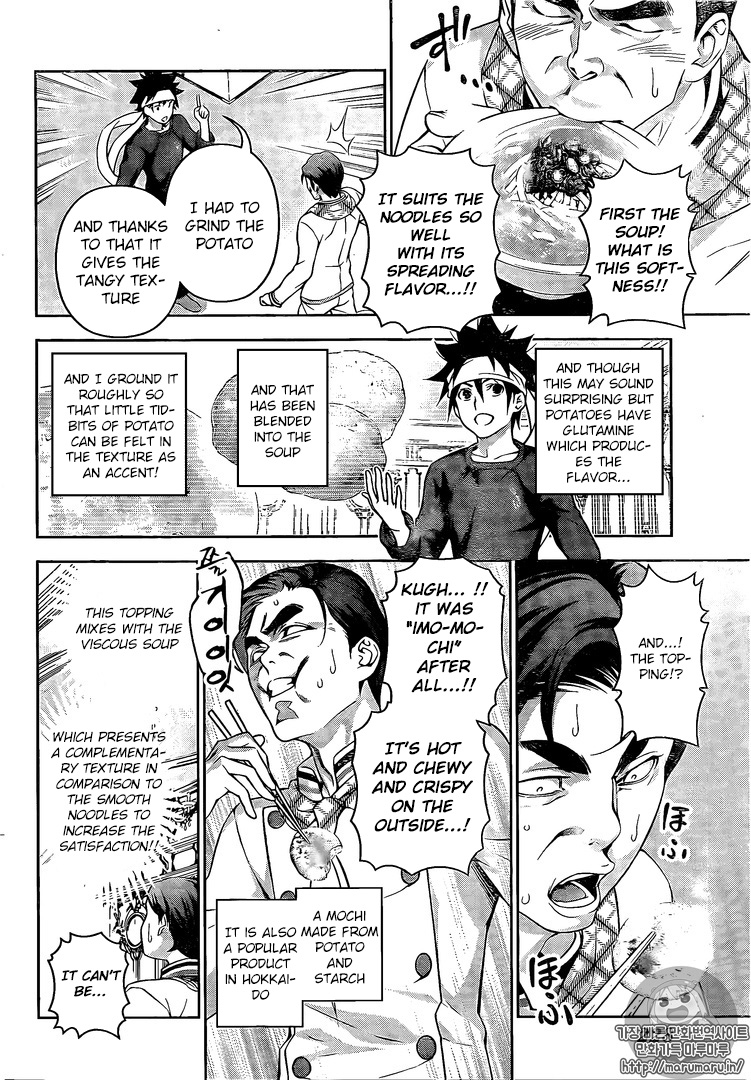 ず
FIRST THE
SOUP!
WHAT IS
THIS SOFT-
NESS!!
IT SUITS THE
NOODLES SO
WELL
WITH ITS
SPREADING
FLAVOR...!!
I HAD TO
GRIND THE
POTATO
AND THANKS
TO THAT IT
GIVES THE
TANGY TEX-
TURE
AND THOUGH
THIS MAY SOUND
SURPRISING BUT
POTATOES HAVE
GLUTAMINE
WHICH PRODUC-
ES THE
FLAVOR...
AND THAT
HAS BEEN
BLENDED
INTO THE
SOUP
AND I GROUND IT
ROUGHLY SO
THAT LITTLE TID-
BITS OF POTATO
CAN BE FELT IN
THE TEXTURE AS
AN ACCENT!
AND...!
THE TOP-
PING!?
ほふ
ほふ
KUGH... !!
IT WAS
"IMO-MO-
CHI"
AFTER
ALL...!!
IT'S HOT
AND CHEWY
AND CRISPY
ON THE
OUTSIDE...!
A MOCHI
MADE FROM
POTATO
AND
STARCH
IT IS ALSO
A POPULAR
PRODUCT
IN HOKKAI-
DO
THIS TOPPING
MIXES WITH THE
VISCOUS SOUP
WHICH PRESENTS
A COMPLEMENTA-
RY TEXTURE IN
COMPARISON TO
THE SMOOTH
NOODLES TO
INCREASE THE
SATISFACTION!!
IT CAN'T
BE...
가장 빠른 만화번역사이트
만화가득 마루마루
http://marumaru.in/